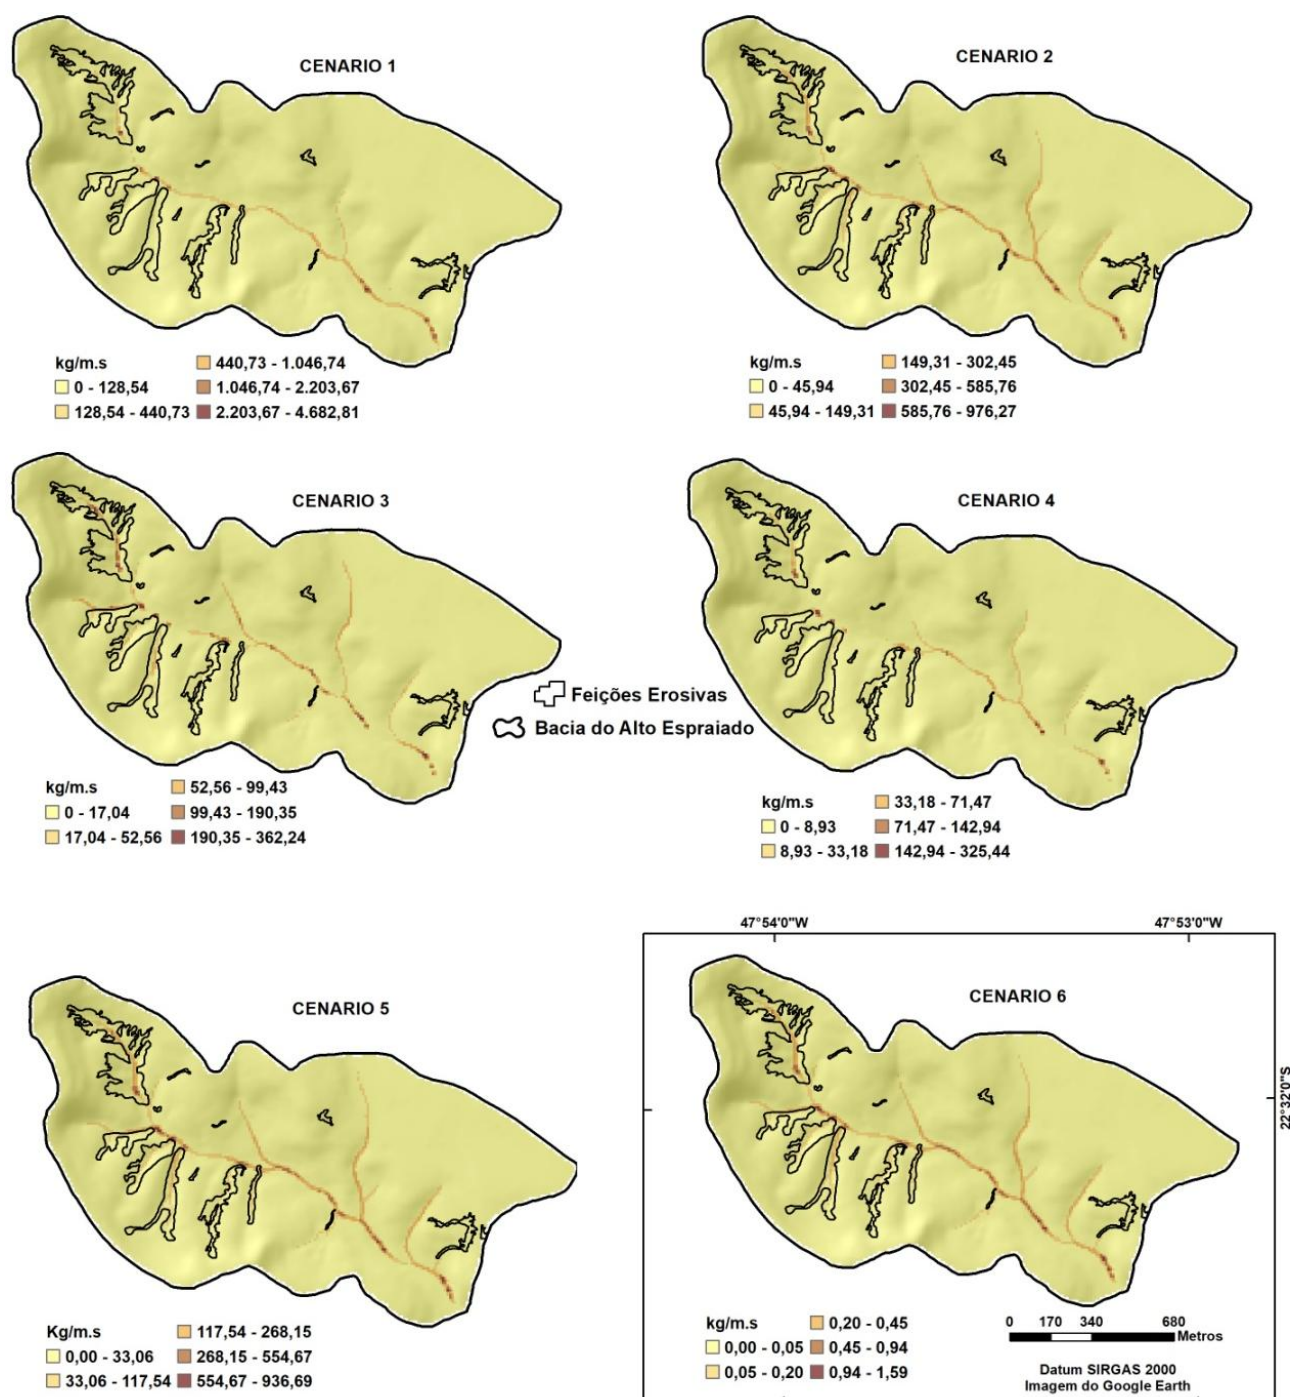 CENARIO 1
kg/m.s
0 - 128,54
128,54 - 440,73
440,73 - 1.046,74
1.046,74 - 2.203,67
2.203,67 - 4.682,81
CENARIO 2
kg/m.s
0 - 45,94
45,94 - 149,31
149,31 - 302,45
302,45 - 585,76
585,76 - 976,27
CENARIO 3
kg/m.s
0 - 17,04
17,04 - 52,56
52,56 - 99,43
99,43 - 190,35
190,35 - 362,24
Feições Erosivas
Bacia do Alto Espraiado
CENARIO 4
kg/m.s
0 - 8,93
8,93 - 33,18
33,18 - 71,47
71,47 - 142,94
142,94 - 325,44
CENARIO 5
Kg/m.s
0,00 - 33,06
33,06 - 117,54
117,54 - 268,15
268,15 - 554,67
554,67 - 936,69
47°54'0"W
47°53'0"W
CENARIO 6
22°32'0"S
kg/m.s
0,00 - 0,05
0,05 - 0,20
0,20 - 0,45
0,45 - 0,94
0,94 - 1,59
0 170 340 680
Metros
Datum SIRGAS 2000
Imagem do Google Earth